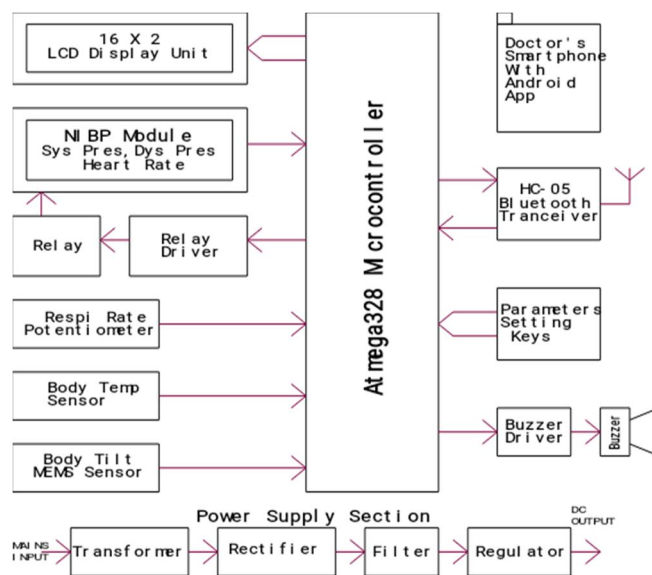 16 X 2
LCD Display Unit
NIBP Module
Sys Pres, Dys Pres
Heart Rate
Relay
Relay
Driver
Respi Rate
Potentiometer
Body Temp
Sensor
Body Tilt
MEMS Sensor
Atmega328 Microcontroller
Doctor's
Smartphone
With
Android
App
HC-05
Bluetooth
Tranceiver
Parameters
Setting
Keys
Buzzer
Driver
Buzzer
Power Supply Section
MAINS
INPUT
Transformer
Rectifier
Filter
Regulator
DC
OUTPUT